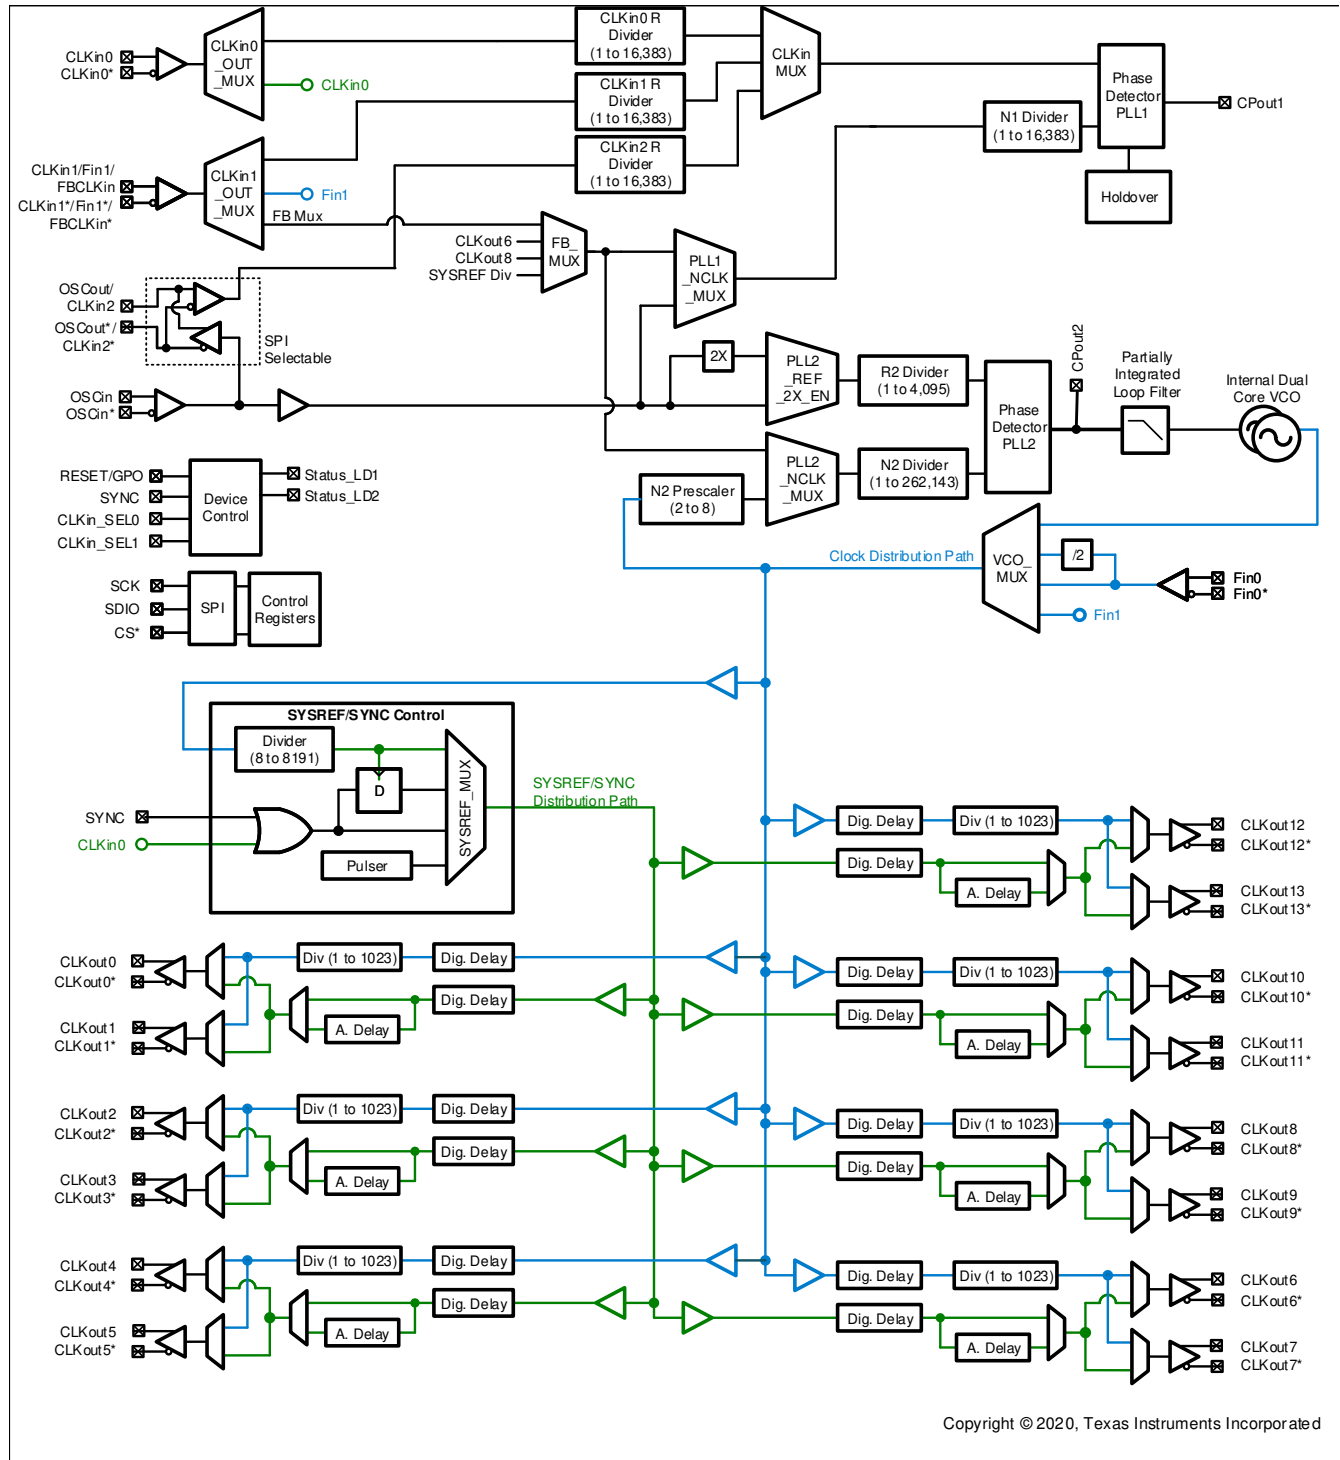 CLKin0
CLKin0*
CLKin0
_OUT
_MUX
CLKin0
CLKin0 R
Divider
(1 to 16,383)
CLKin1 R
Divider
(1 to 16,383)
CLKin2 R
Divider
(1 to 16,383)
CLKin
MUX
Phase
Detector
PLL1
CPout1
N1 Divider
(1 to 16,383)
Holdover
CLKin1/Fin1/
FBCLKin
CLKin1*/Fin1*/
FBCLKin*
CLKin1
_OUT
_MUX
Fin1
FB Mux
CLKout6
CLKout8
SYSREF Div
FB_
MUX
PLL1
_NCLK
_MUX
OSCout/
CLKin2
OSCout*/
CLKin2*
SPI
Selectable
OSCin
OSCin*
2X
PLL2
_REF
_2X_EN
R2 Divider
(1 to 4,095)
Phase
Detector
PLL2
CPout2
Partially
Integrated
Loop Filter
Internal Dual
Core VCO
RESET/GPO
SYNC
CLKin_SEL0
CLKin_SEL1
Device
Control
Status_LD1
Status_LD2
N2 Prescaler
(2 to 8)
PLL2
_NCLK
_MUX
N2 Divider
(1 to 262,143)
Clock Distribution Path
VCO_
MUX
/2
Fin0
Fin0*
Fin1
SCK
SDIO
CS*
SPI
Control
Registers
SYSREF/SYNC Control
Divider
(8 to 8191)
D
SYSREF_MUX
Pulser
SYNC
CLKin0
SYSREF/SYNC
Distribution Path
Dig. Delay
Div (1 to 1023)
CLKout12
CLKout12*
Dig. Delay
A. Delay
CLKout13
CLKout13*
CLKout0
CLKout0*
Div (1 to 1023)
Dig. Delay
CLKout1
CLKout1*
A. Delay
Dig. Delay
Dig. Delay
Div (1 to 1023)
CLKout10
CLKout10*
Dig. Delay
A. Delay
CLKout11
CLKout11*
CLKout2
CLKout2*
Div (1 to 1023)
Dig. Delay
CLKout3
CLKout3*
A. Delay
Dig. Delay
Dig. Delay
Div (1 to 1023)
CLKout8
CLKout8*
Dig. Delay
A. Delay
CLKout9
CLKout9*
CLKout4
CLKout4*
Div (1 to 1023)
Dig. Delay
CLKout5
CLKout5*
A. Delay
Dig. Delay
Dig. Delay
Div (1 to 1023)
CLKout6
CLKout6*
Dig. Delay
A. Delay
CLKout7
CLKout7*
Copyright © 2020, Texas Instruments Incorporated